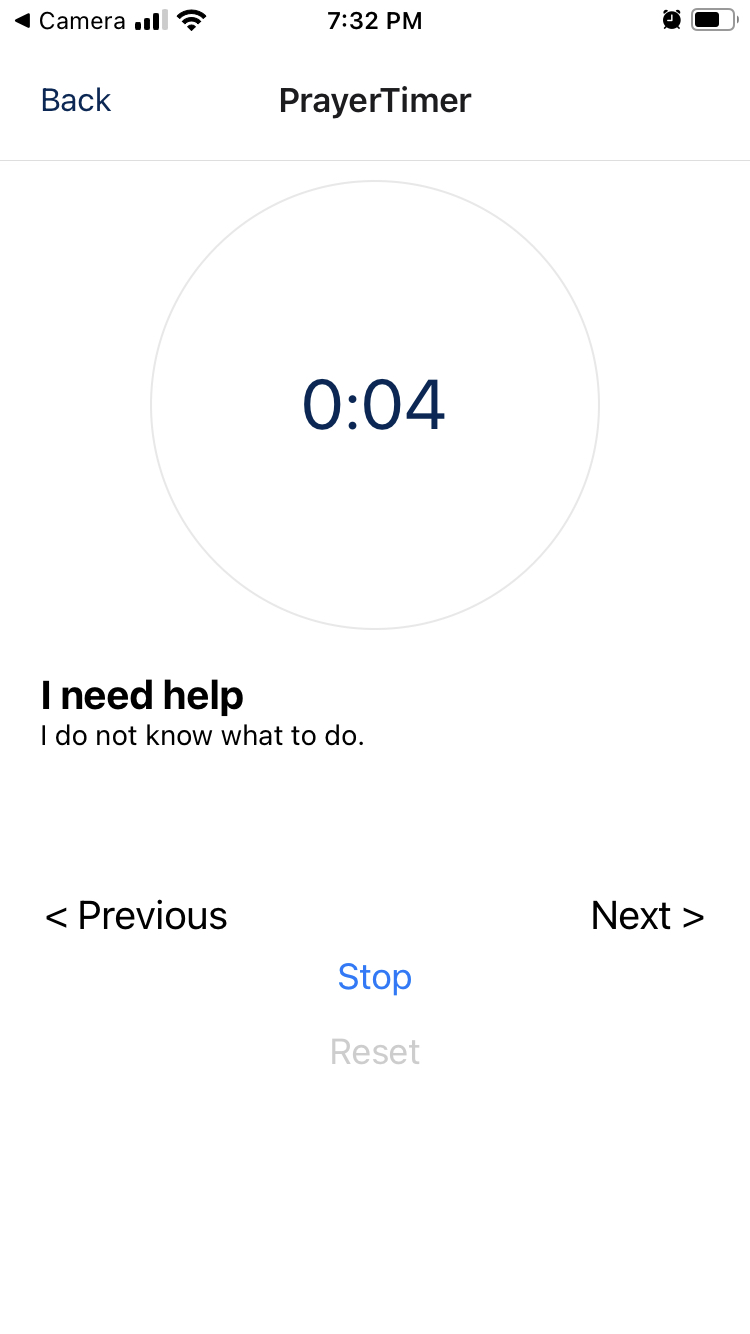 Camera 7:32 PM
Back PrayerTimer
0:04
I need help
I do not know what to do.
< Previous Next >
Stop
Reset